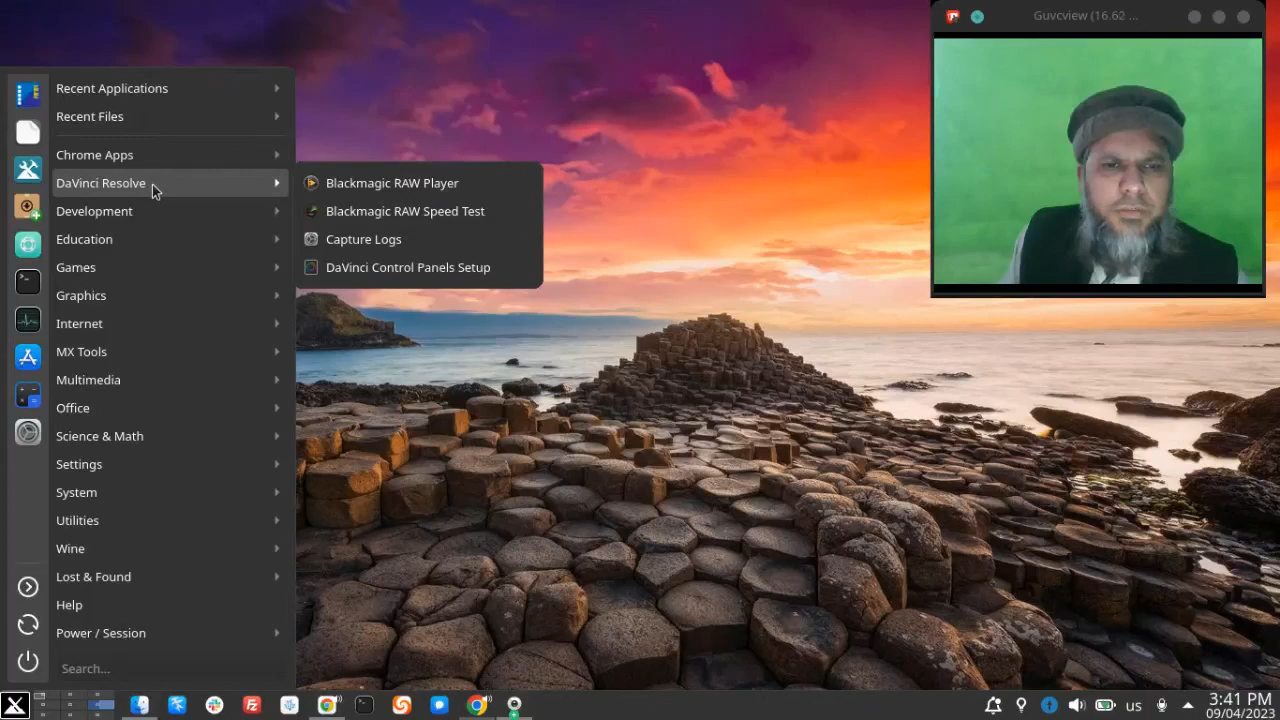 Guvcview (16.62 ...
Recent Applications
Recent Files
Chrome Apps
DaVinci Resolve
Development
Education
Games
Graphics
Internet
MX Tools
Multimedia
Office
Science & Math
Settings
System
Utilities
Wine
Lost & Found
Help
Power / Session
Search...
Blackmagic RAW Player
Blackmagic RAW Speed Test
Capture Logs
DaVinci Control Panels Setup
us
3:41 PM
09/04/2023